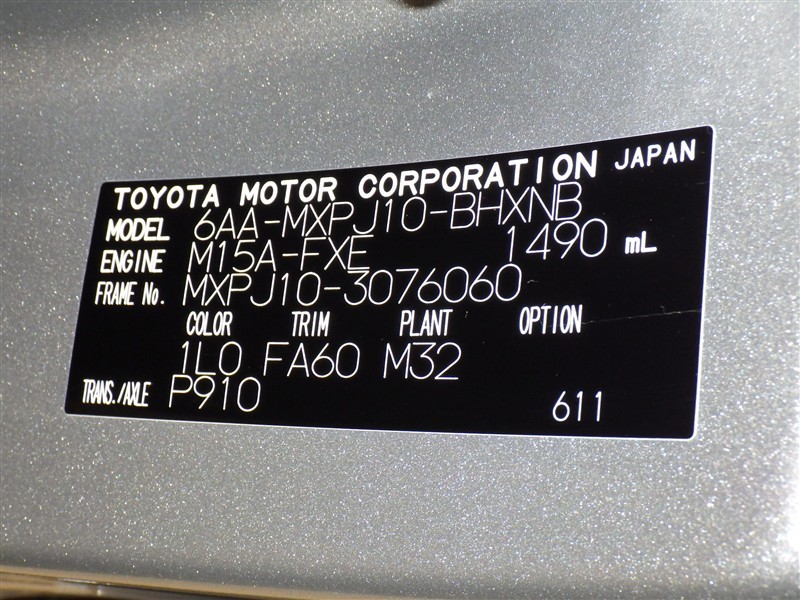 TOYOTA MOTOR CORPORATION JAPAN
MODEL 6AA-MXPJ10-BHXNB
ENGINE M15A-FXE 1490 mL
FRAME No. MXPJ10-3076060
COLOR TRIM PLANT OPTION
1L0 FA60 M32
TRANS./AXLE P910 611